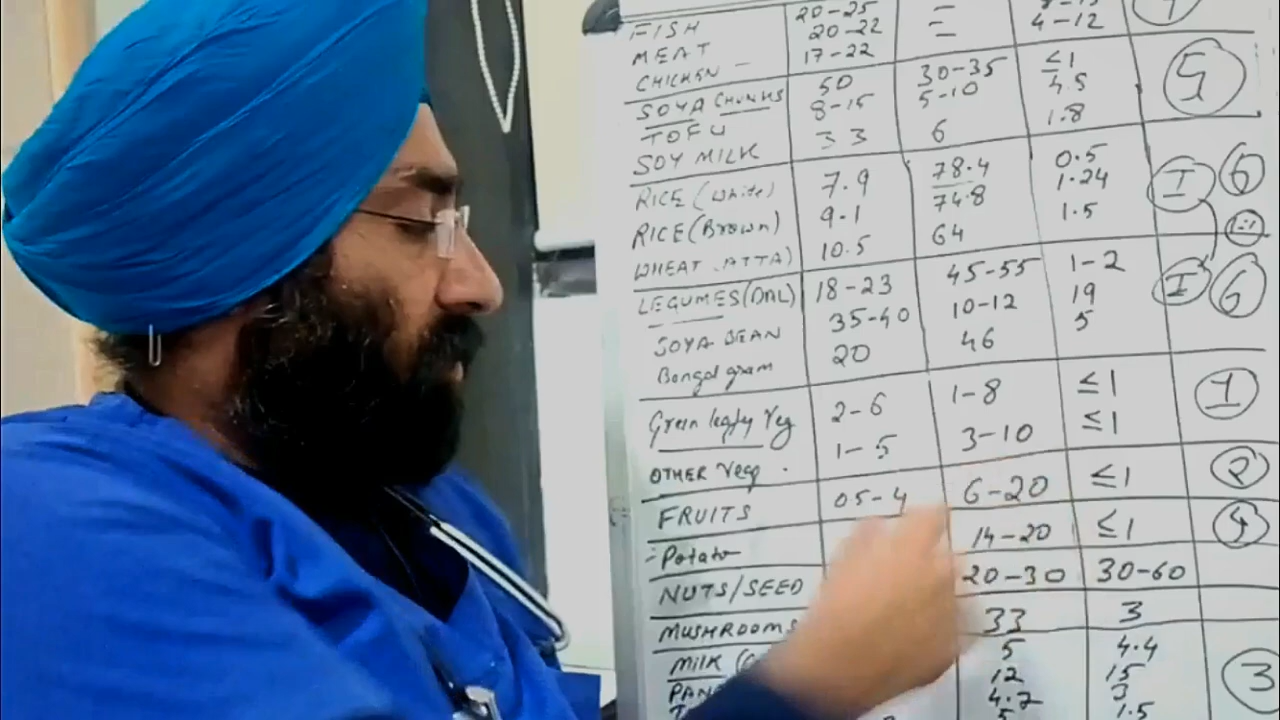 FISH 20-25 = 8-15
MEAT 20-22 = 4-12
CHICKEN - 17-22
SOYA CHUNKS 50 30-35 ≤1 5
TOFU 8-15 5-10 4.5
SOY MILK 33 6 1.8
RICE (White) 7.9 78.4 0.5 I 6
RICE (Brown) 9.1 74.8 1.24
WHEAT ATTA) 10.5 64 1.5
LEGUMES (DAL) 18-23 45-55 1-2 I 6
SOYA BEAN 35-40 10-12 19
Bengal gram 20 46 5
Green leafy Veg 2-6 1-8 ≤1 1
OTHER Veg. 1-5 3-10 ≤1
FRUITS 05-4 6-20 ≤1 2
Potato 14-20 ≤1 4
NUTS/SEED 20-30 30-60
MUSHROOMS 33 3
MILK 5 4.4
PAN 12 15 3
4.2 3
5 1.5